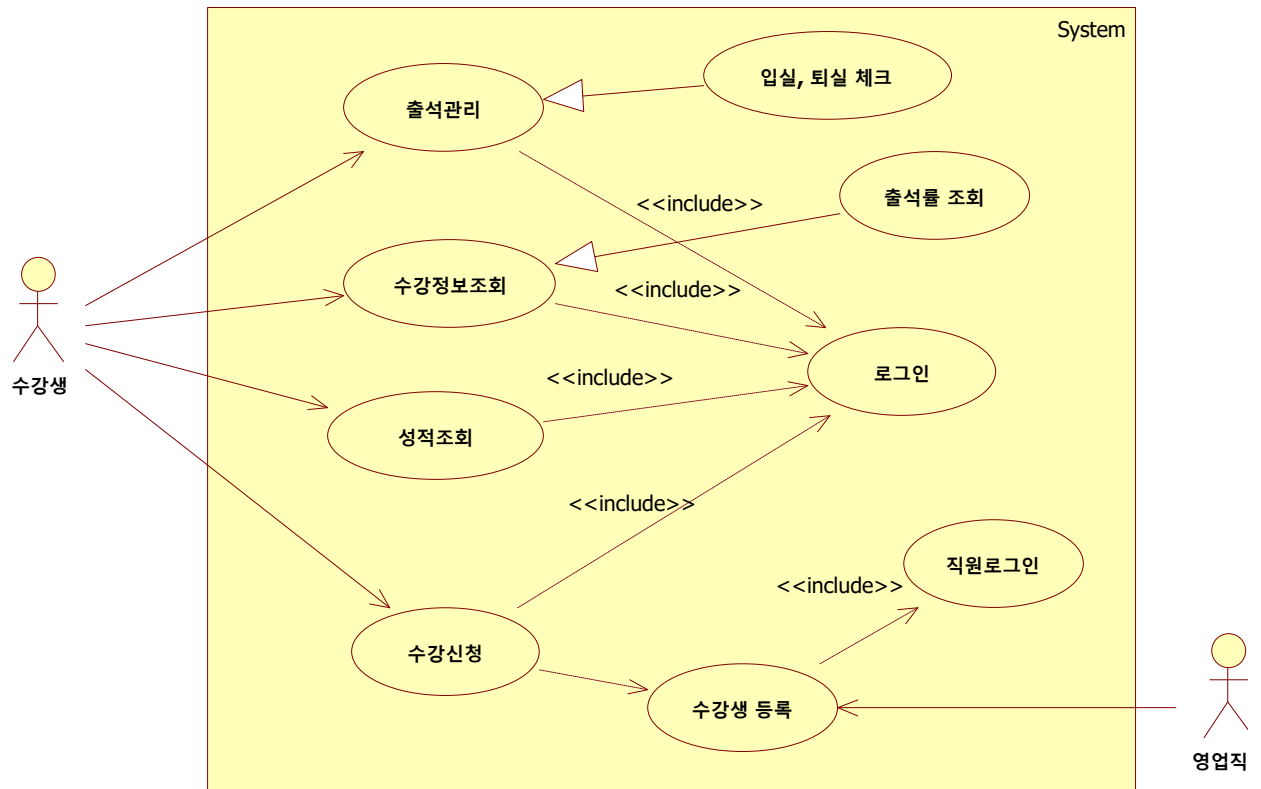 System
입실, 퇴실 체크
출석관리
출석률 조회
<<include>>
수강정보조회
<<include>>
로그인
수강생
<<include>>
성적조회
<<include>>
직원로그인
<<include>>
수강신청
수강생 등록
영업직